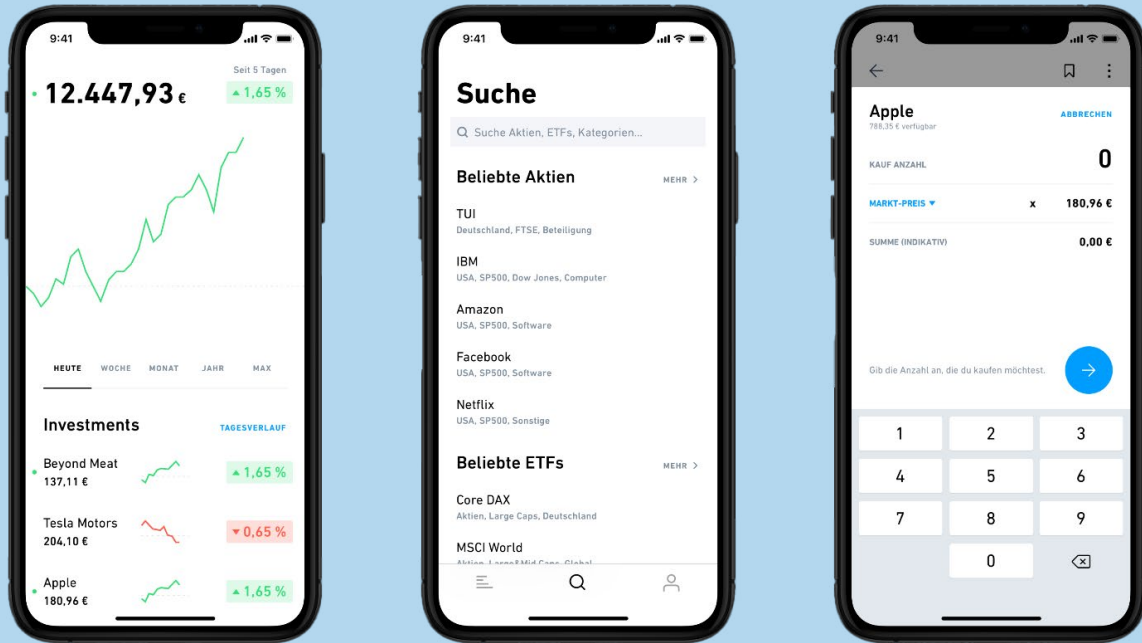 9:41
Seit 5 Tagen
12.447,93 €
▲ 1,65 %
HEUTE WOCHE MONAT JAHR MAX
Investments TAGESVERLAUF
Beyond Meat
137,11 €
▲ 1,65 %
Tesla Motors
204,10 €
▼ 0,65 %
Apple
180,96 €
▲ 1,65 %
9:41
Suche
Suche Aktien, ETFs, Kategorien...
Beliebte Aktien MEHR >
TUI
Deutschland, FTSE, Beteiligung
IBM
USA, SP500, Dow Jones, Computer
Amazon
USA, SP500, Software
Facebook
USA, SP500, Software
Netflix
USA, SP500, Sonstige
Beliebte ETFs MEHR >
Core DAX
Aktien, Large Caps, Deutschland
MSCI World
Aktien, Large&Mid Caps, Global
9:41
Apple
ABBRECHEN
788,35 € verfügbar
KAUF ANZAHL 0
MARKT-PREIS ▼ x 180,96 €
SUMME (INDIKATIV) 0,00 €
Gib die Anzahl an, die du kaufen möchtest.
1 2 3
4 5 6
7 8 9
0